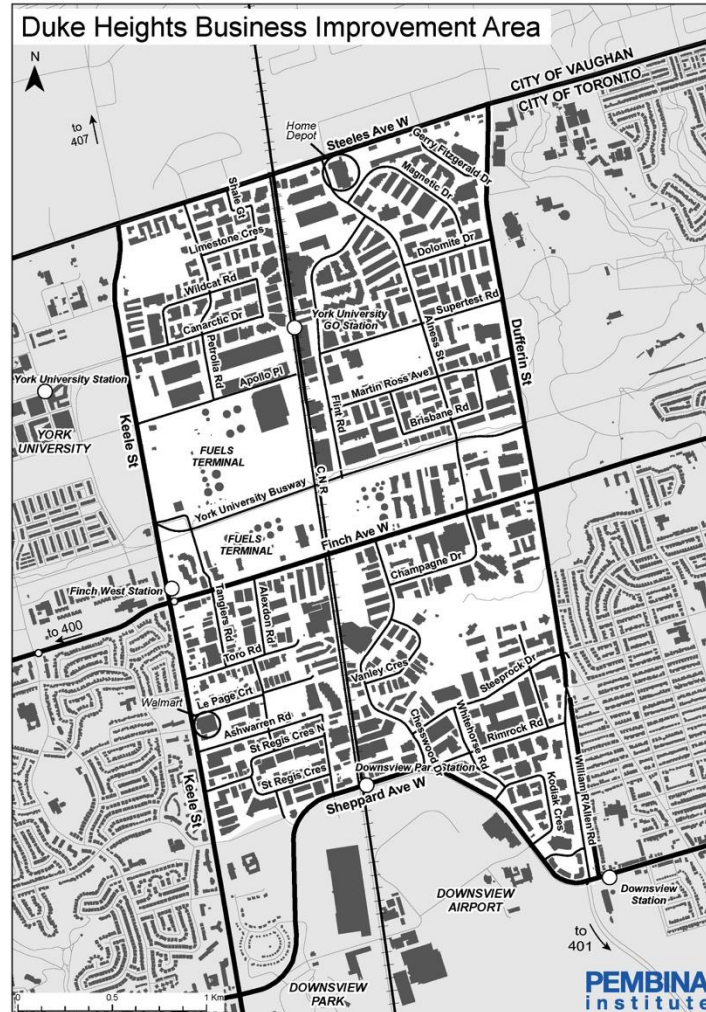 Duke Heights Business Improvement Area
N
CITY OF VAUGHAN
CITY OF TORONTO
to
407
Home
Depot
Steeles Ave W
Gerry Fitzgerald Dr
Magnetic Dr
Shale Gt
Limestone Cres
Dolomite Dr
Wildcat Rd
Canarctic Dr
Supertest Rd
York University
GO Station
Alness St
Dufferin St
Petrolia Rd
York University Station
Apollo Pl
Martin Ross Ave
Flint Rd
Brisbane Rd
Keele St
YORK
UNIVERSITY
FUELS
TERMINAL
C.N.R
York University Busway
FUELS
TERMINAL
Finch Ave W
Champagne Dr
Finch West Station
Tangiers Rd
Alexdon Rd
to 400
Toro Rd
Vanley Cres
Steeprock Dr
Le Page Crt
Walmart
Whitehorse Rd
Chesswood Dr
Ashwarren Rd
Rimrock Rd
St Regis Cres N
St Regis Cres
Downsview Park Station
Keele St
Sheppard Ave W
Kodiak Cres
William R Allen Rd
DOWNSVIEW
AIRPORT
Downsview
Station
to
401
DOWNSVIEW
PARK
PEMBINA
institute
0 0.5 1 Km